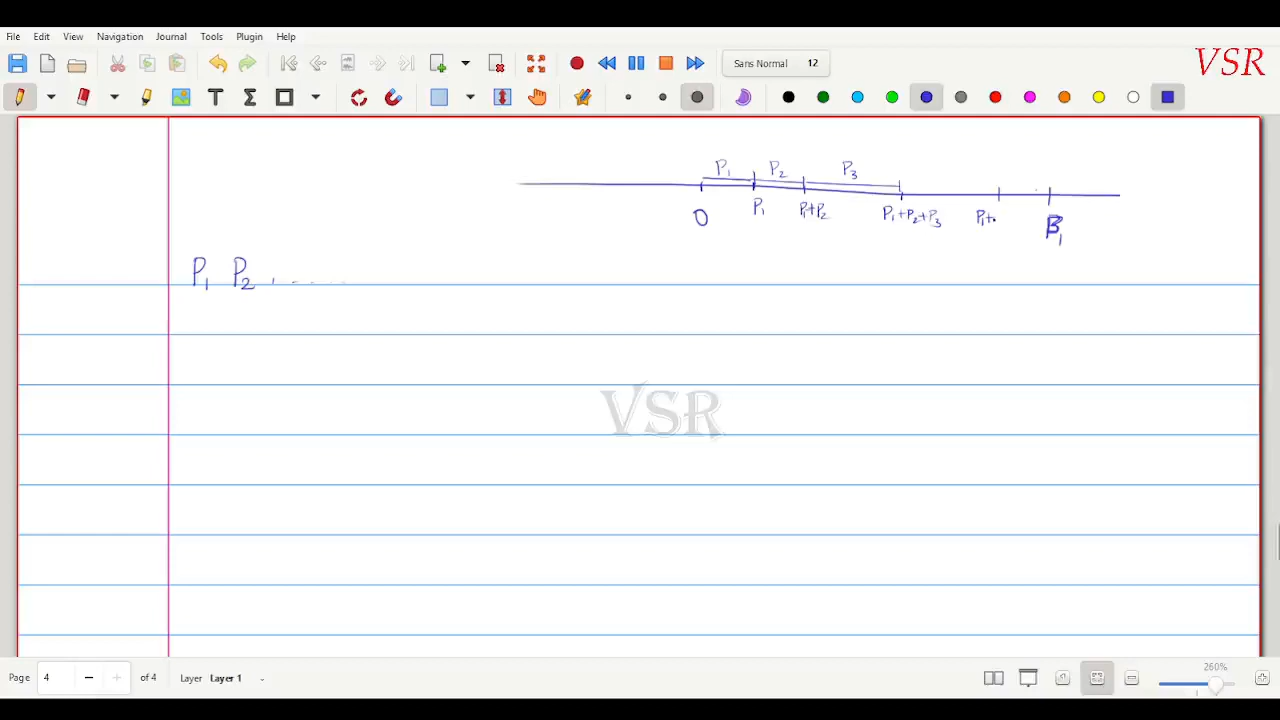 File Edit View Navigation Journal Tools Plugin Help
Sans Normal 12
VSR
P1 P2 P3
P1 P1+P2 P1+P2+P3 P1+
0 B1
P1 P2 , - - - - -
VSR
Page 4 of 4 Layer Layer 1 260%